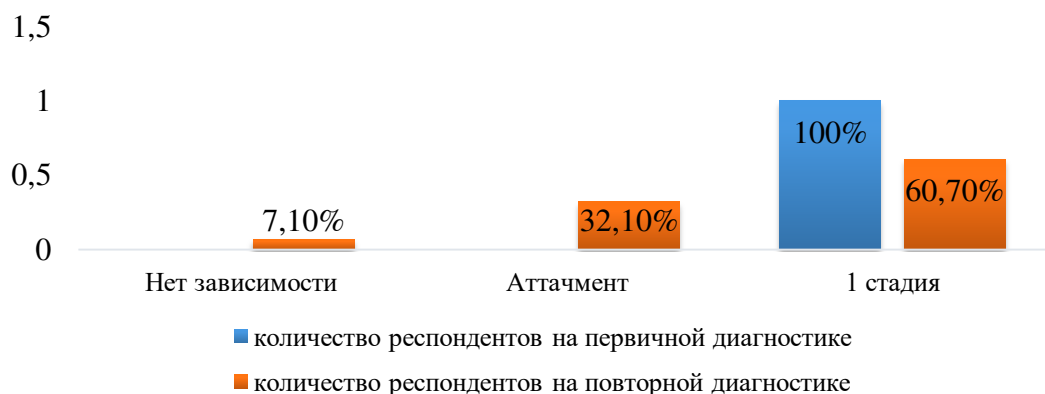 1,5
1
100%
0,5
60,70%
7,10%
32,10%
0
Нет зависимости
Аттачмент
1 стадия
количество респондентов на первичной диагностике
количество респондентов на повторной диагностике